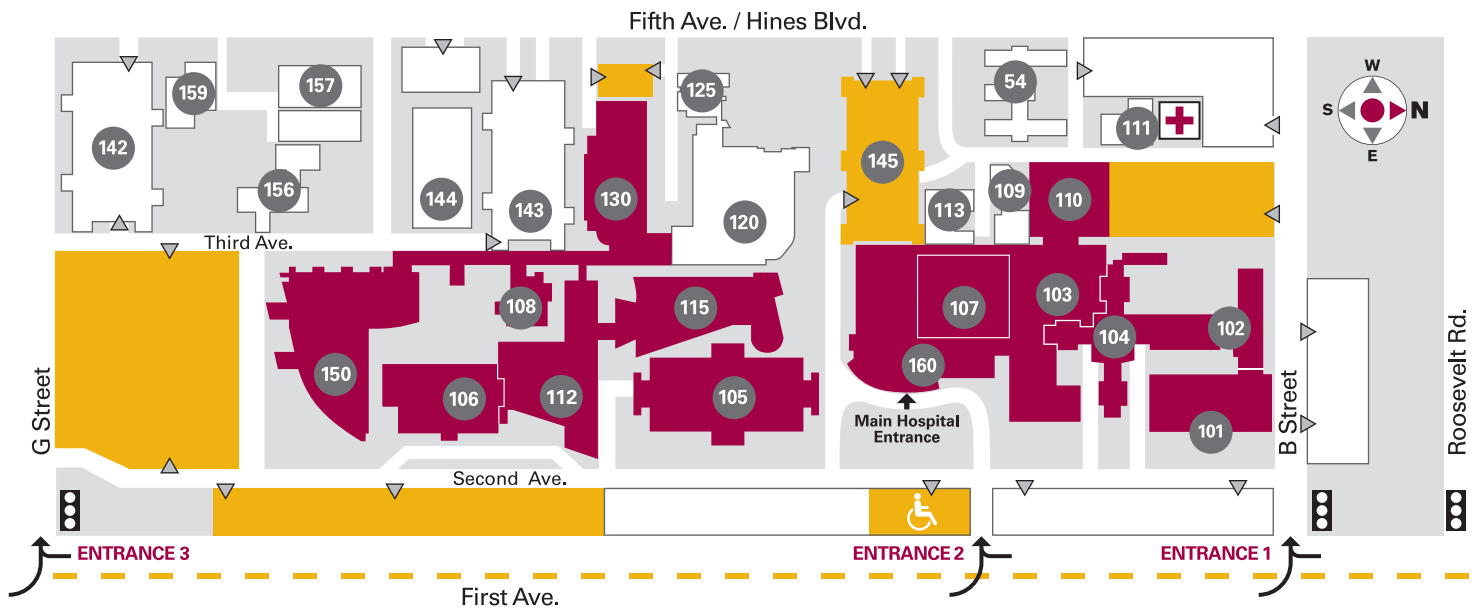 Fifth Ave. / Hines Blvd.
W
S
N
E
159
157
125
54
111
142
156
144
143
130
120
145
113
109
110
Third Ave.
108
115
107
103
104
102
150
106
112
105
160
101
Main Hospital
Entrance
G Street
B Street
Roosevelt Rd.
Second Ave.
ENTRANCE 3
ENTRANCE 2
ENTRANCE 1
First Ave.